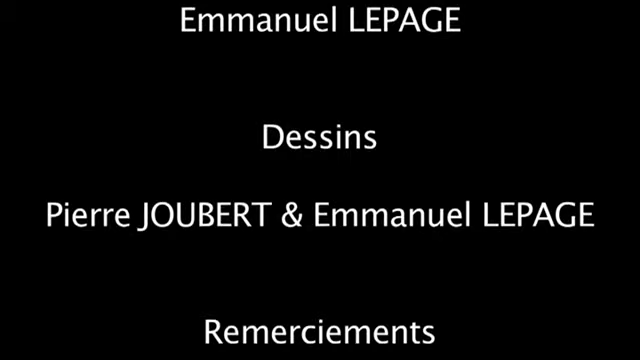 Emmanuel LEPAGE
Dessins
Pierre JOUBERT & Emmanuel LEPAGE
Remerciements